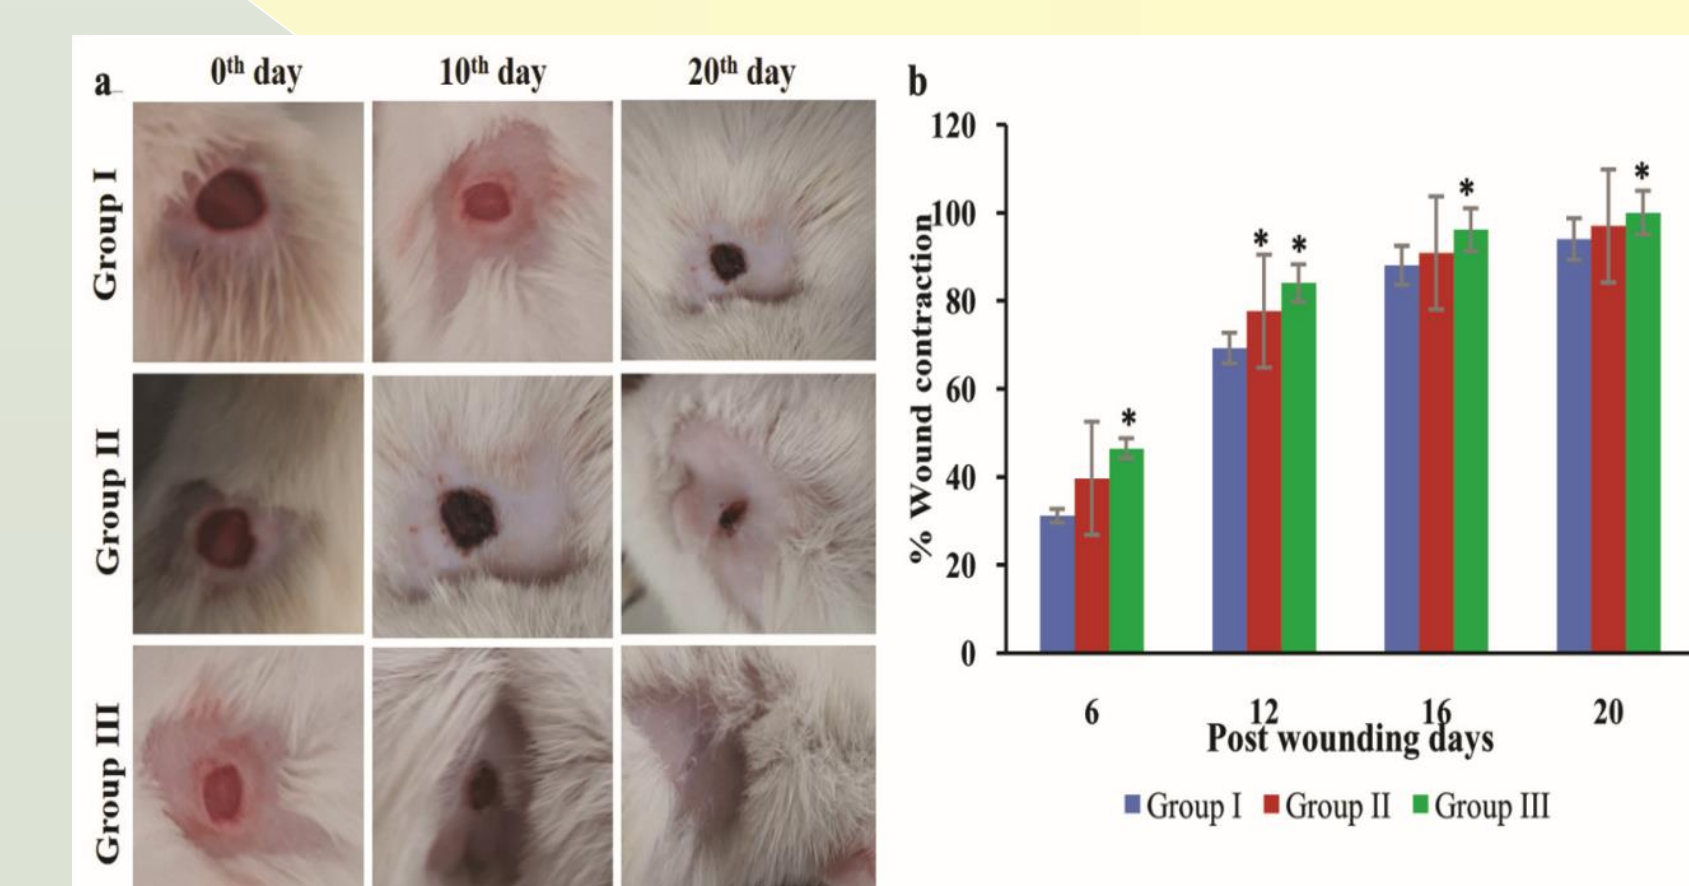 a
0th day
10th day
20th day
Group I
Group II
Group III
b
% Wound contraction
120
100
80
60
40
20
0
*
*
*
*
*
6
12
16
20
Post wounding days
Group I
Group II
Group III